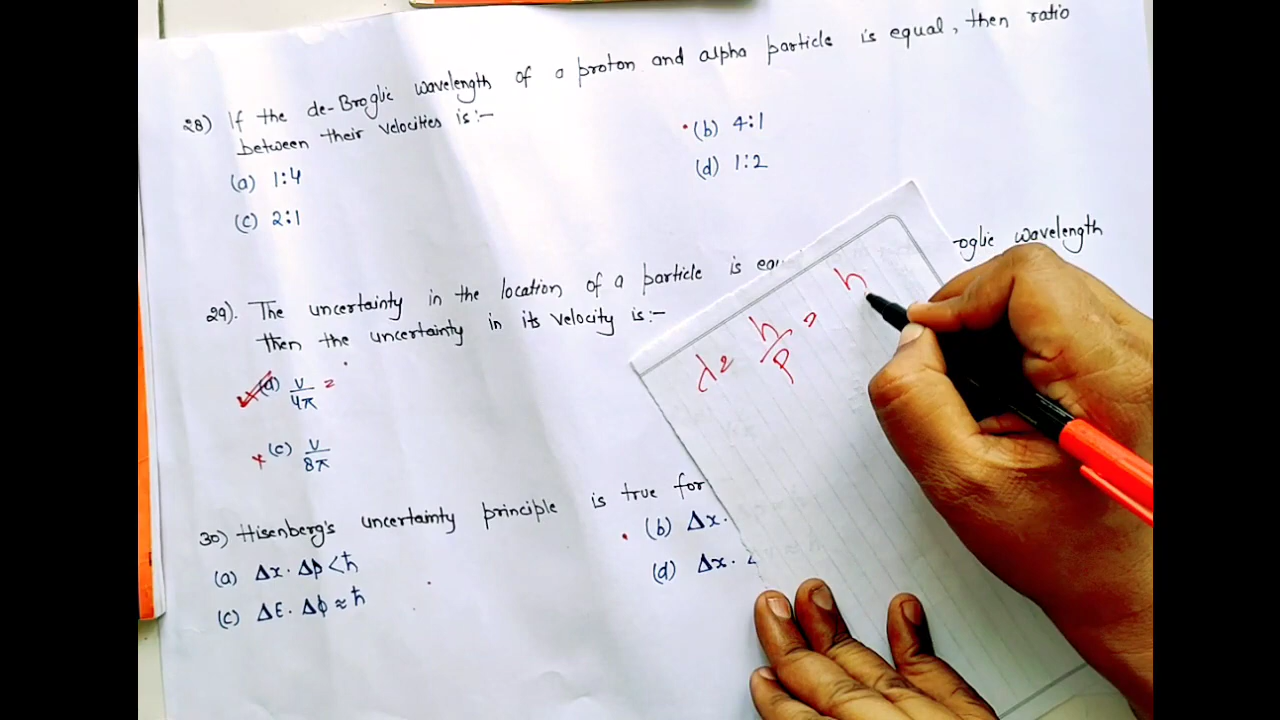 28) If the de-Broglie wavelength of a proton and alpha particle is equal, then ratio
between their velocities is:-
(a) 1:4
(b) 4:1
(c) 2:1
(d) 1:2
29). The uncertainty in the location of a particle is equ oglie wavelength
then the uncertainty in its velocity is:-
(a) v/4π =
(c) v/8π
λ = h/p = h
30) Hisenberg's uncertainty principle is true for
(a) Δx·Δp<ħ
(b) Δx·
(c) ΔE·Δϕ≈ħ
(d) Δx·